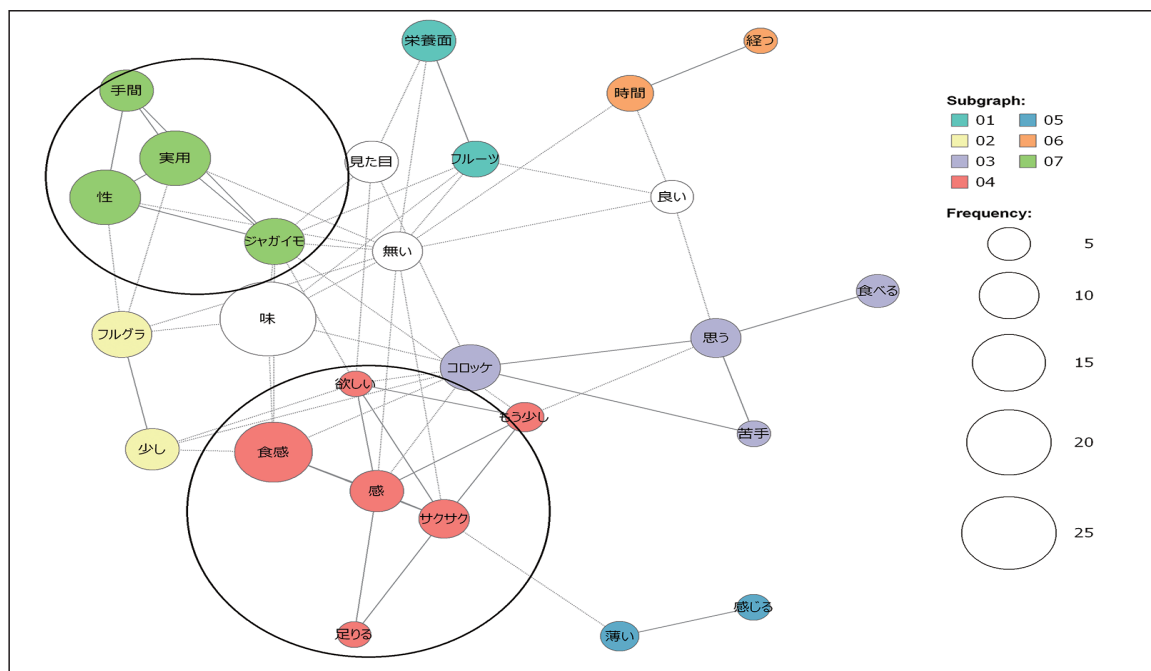 栄養面
経つ
手間
時間
実用
見た目
フルーツ
性
良い
ジャガイモ
無い
食べる
味
フルグラ
思う
コロッケ
欲しい
もう少し
苦手
少し
食感
感
サクサク
足りる
薄い
感じる
Subgraph:
01 05
02 06
03 07
04
Frequency:
5
10
15
20
25